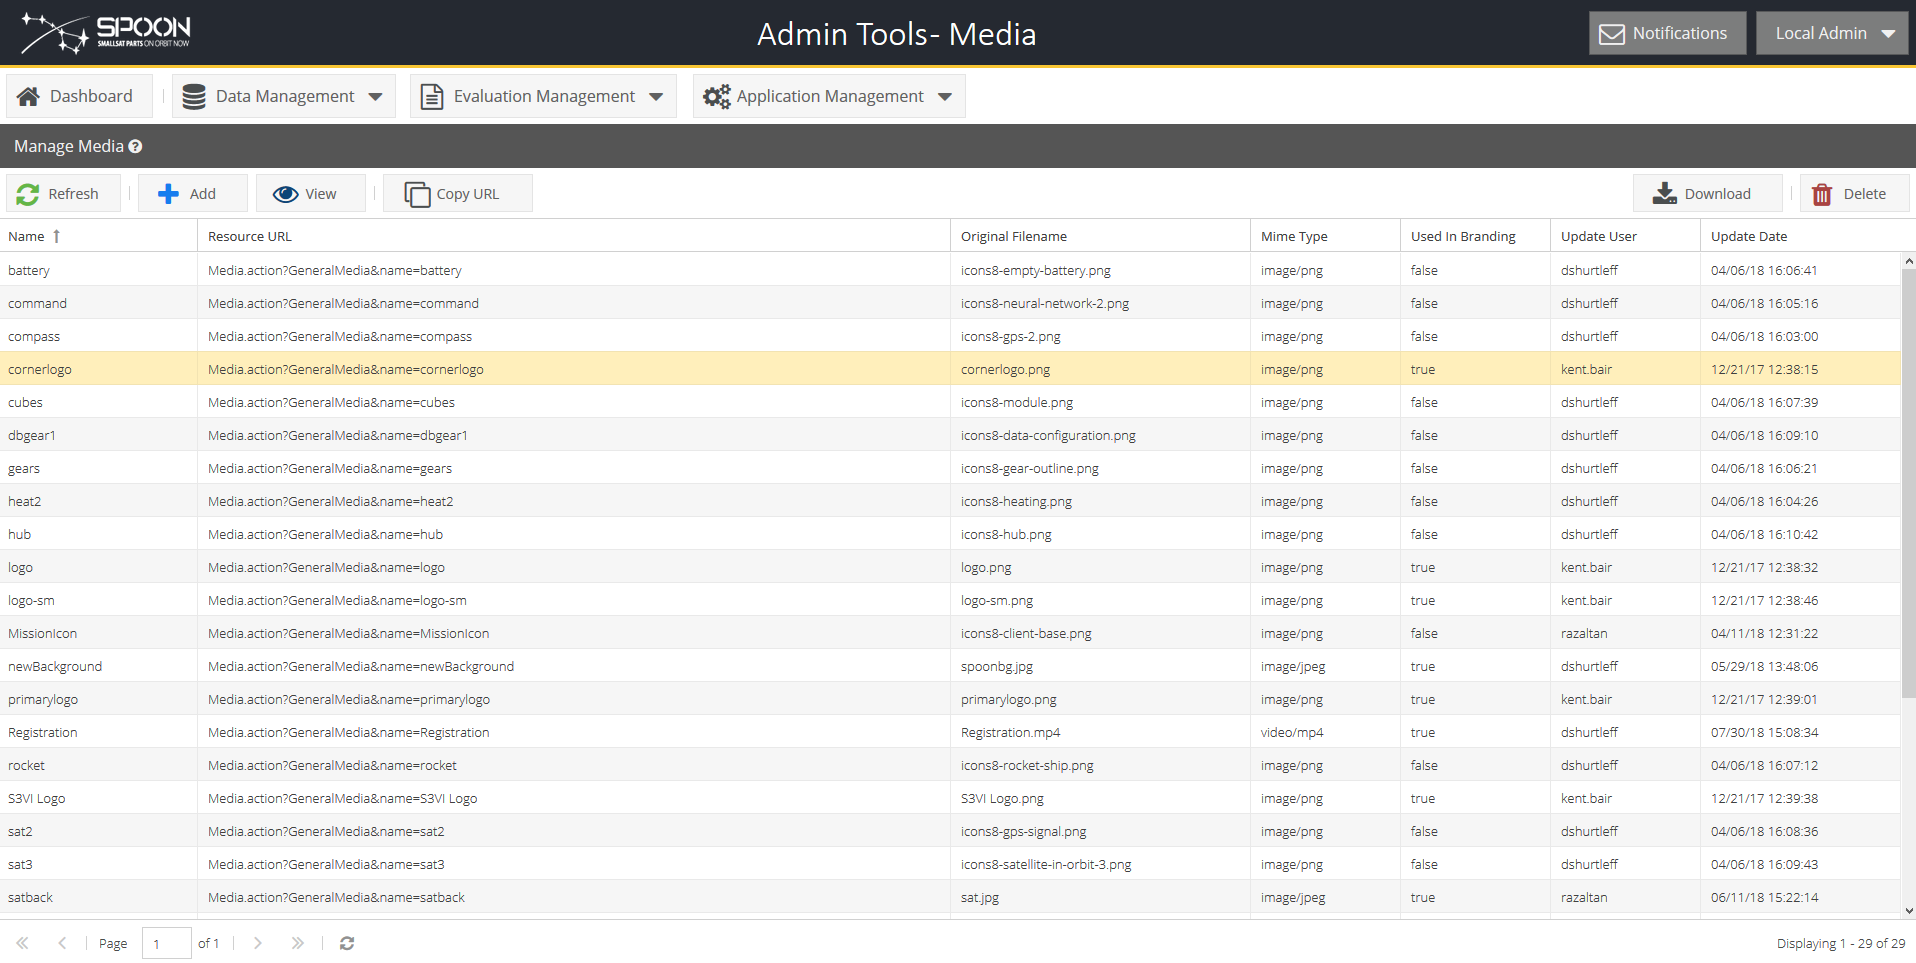 SPOON
SMALLSAT PARTS ON ORBIT NOW
Admin Tools- Media
Notifications
Local Admin
Dashboard
Data Management
Evaluation Management
Application Management
Manage Media
Refresh
Add
View
Copy URL
Download
Delete
Name Resource URL Original Filename Mime Type Used In Branding Update User Update Date
battery Media.action?GeneralMedia&name=battery icons8-empty-battery.png image/png false dshurtleff 04/06/18 16:06:41
command Media.action?GeneralMedia&name=command icons8-neural-network-2.png image/png false dshurtleff 04/06/18 16:05:16
compass Media.action?GeneralMedia&name=compass icons8-gps-2.png image/png false dshurtleff 04/06/18 16:03:00
cornerlogo Media.action?GeneralMedia&name=cornerlogo cornerlogo.png image/png true kent.bair 12/21/17 12:38:15
cubes Media.action?GeneralMedia&name=cubes icons8-module.png image/png false dshurtleff 04/06/18 16:07:39
dbgear1 Media.action?GeneralMedia&name=dbgear1 icons8-data-configuration.png image/png false dshurtleff 04/06/18 16:09:10
gears Media.action?GeneralMedia&name=gears icons8-gear-outline.png image/png false dshurtleff 04/06/18 16:06:21
heat2 Media.action?GeneralMedia&name=heat2 icons8-heating.png image/png false dshurtleff 04/06/18 16:04:26
hub Media.action?GeneralMedia&name=hub icons8-hub.png image/png false dshurtleff 04/06/18 16:10:42
logo Media.action?GeneralMedia&name=logo logo.png image/png true kent.bair 12/21/17 12:38:32
logo-sm Media.action?GeneralMedia&name=logo-sm logo-sm.png image/png true kent.bair 12/21/17 12:38:46
MissionIcon Media.action?GeneralMedia&name=MissionIcon icons8-client-base.png image/png false razaltan 04/11/18 12:31:22
newBackground Media.action?GeneralMedia&name=newBackground spoonbg.jpg image/jpeg true dshurtleff 05/29/18 13:48:06
primarylogo Media.action?GeneralMedia&name=primarylogo primarylogo.png image/png true kent.bair 12/21/17 12:39:01
Registration Media.action?GeneralMedia&name=Registration Registration.mp4 video/mp4 true dshurtleff 07/30/18 15:08:34
rocket Media.action?GeneralMedia&name=rocket icons8-rocket-ship.png image/png false dshurtleff 04/06/18 16:07:12
S3VI Logo Media.action?GeneralMedia&name=S3VI Logo S3VI Logo.png image/png true kent.bair 12/21/17 12:39:38
sat2 Media.action?GeneralMedia&name=sat2 icons8-gps-signal.png image/png false dshurtleff 04/06/18 16:08:36
sat3 Media.action?GeneralMedia&name=sat3 icons8-satellite-in-orbit-3.png image/png false dshurtleff 04/06/18 16:09:43
satback Media.action?GeneralMedia&name=satback sat.jpg image/jpeg true razaltan 06/11/18 15:22:14
Page 1 of 1
Displaying 1 - 29 of 29